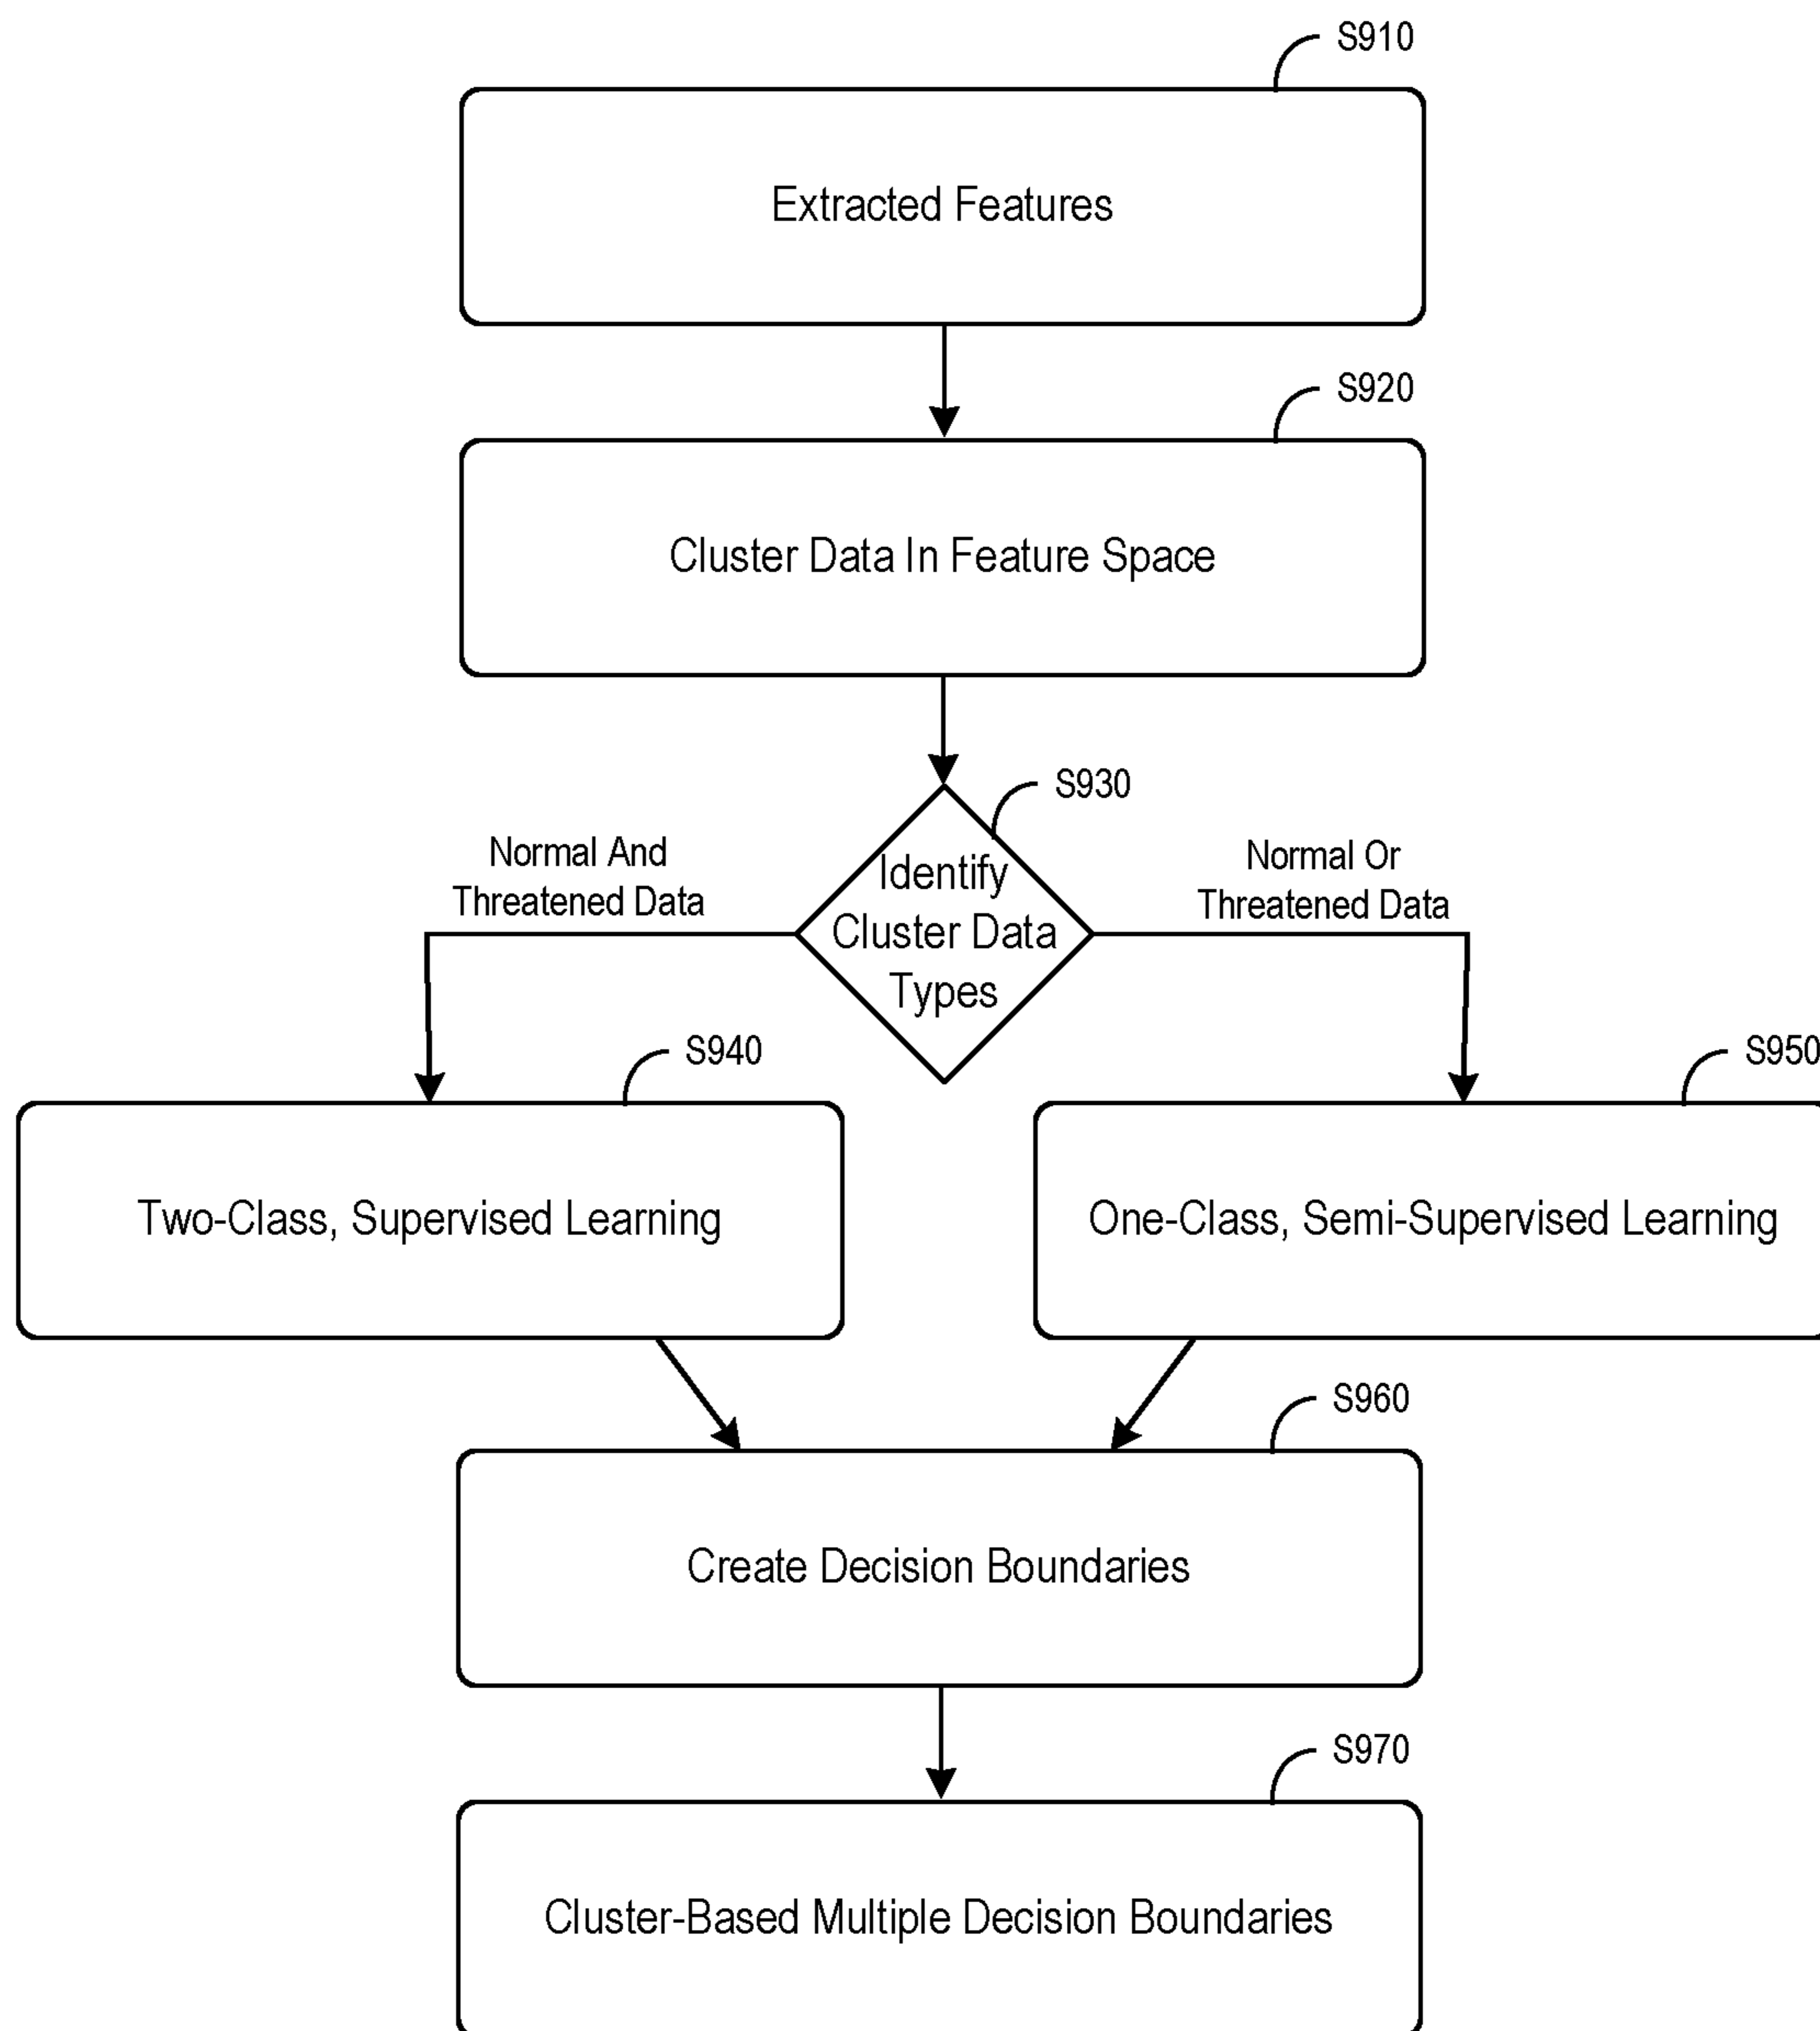 S910
Extracted Features
S920
Cluster Data In Feature Space
S930
Identify
Cluster Data
Types
Normal And
Threatened Data
Normal Or
Threatened Data
S940
Two-Class, Supervised Learning
S950
One-Class, Semi-Supervised Learning
S960
Create Decision Boundaries
S970
Cluster-Based Multiple Decision Boundaries